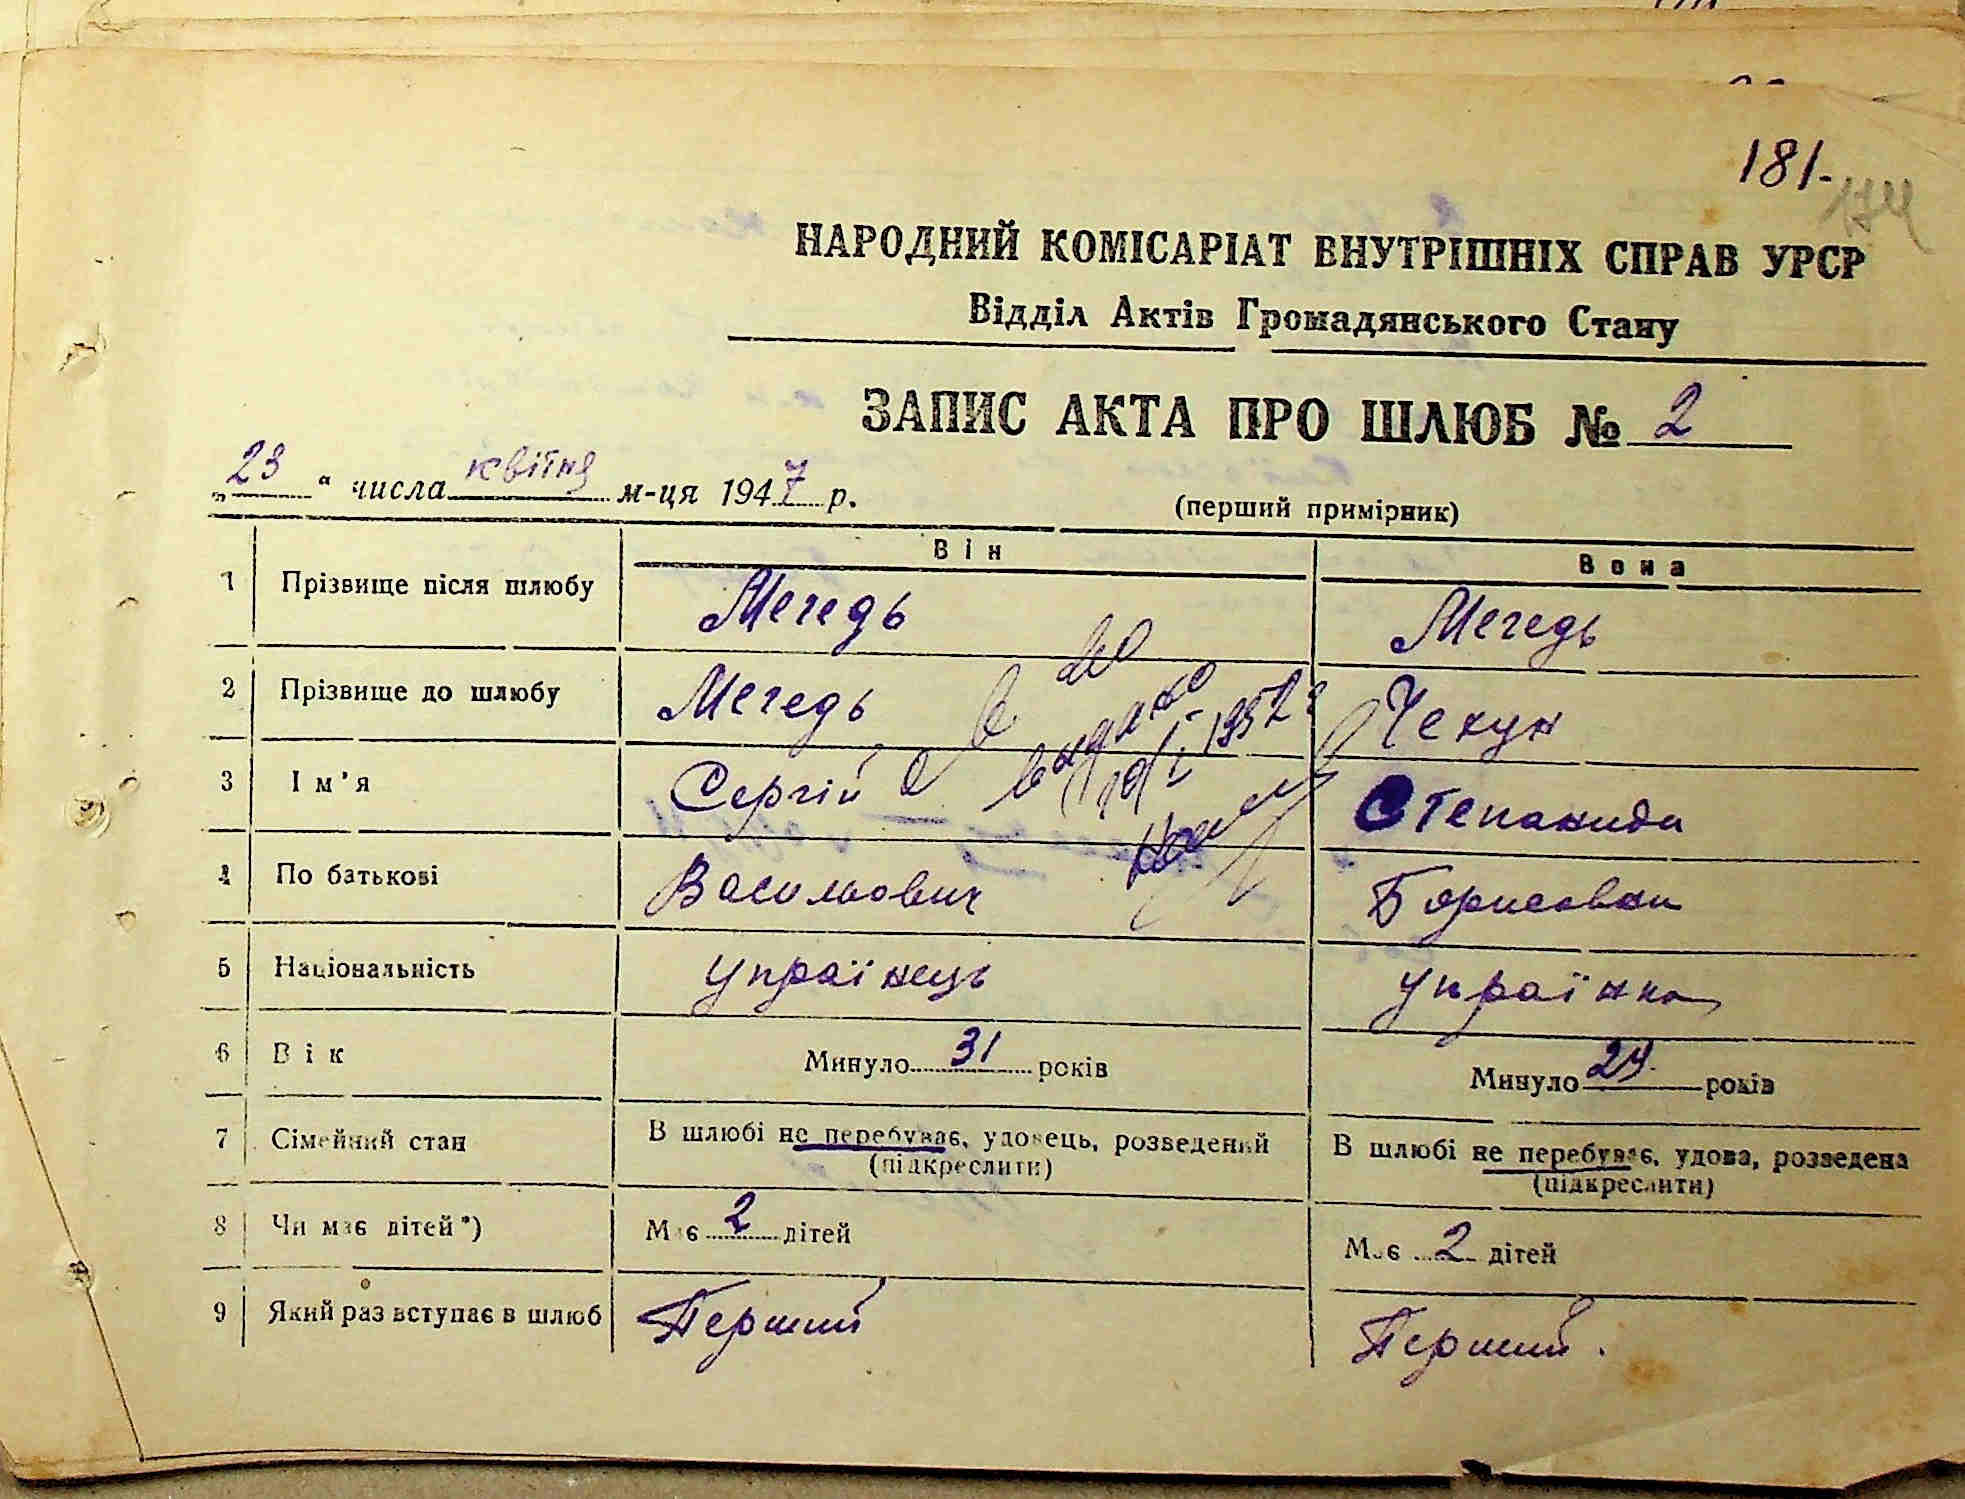 181-
174
НАРОДНИЙ КОМІСАРІАТ ВНУТРІШНІХ СПРАВ УРСР
Відділ Актів Громадянського Стану
ЗАПИС АКТА ПРО ШЛЮБ № 2
„23“ числа квітня м-ця 1947 р.
(перший примірник)
Він Вона
1 Прізвище після шлюбу Мегедь Мегедь
2 Прізвище до шлюбу Мегедь Чекун
3 Ім'я Сергій Степанида
4 По батькові Васильович Борисовна
5 Національність українець українка
6 Вік Минуло 31 років Минуло 24 років
7 Сімейний стан В шлюбі не перебуває, удовець, розведений В шлюбі не перебуває, удова, розведена
(підкреслити) (підкреслити)
8 Чи має дітей*) Має 2 дітей Має 2 дітей
9 Який раз вступає в шлюб Перший Перший.